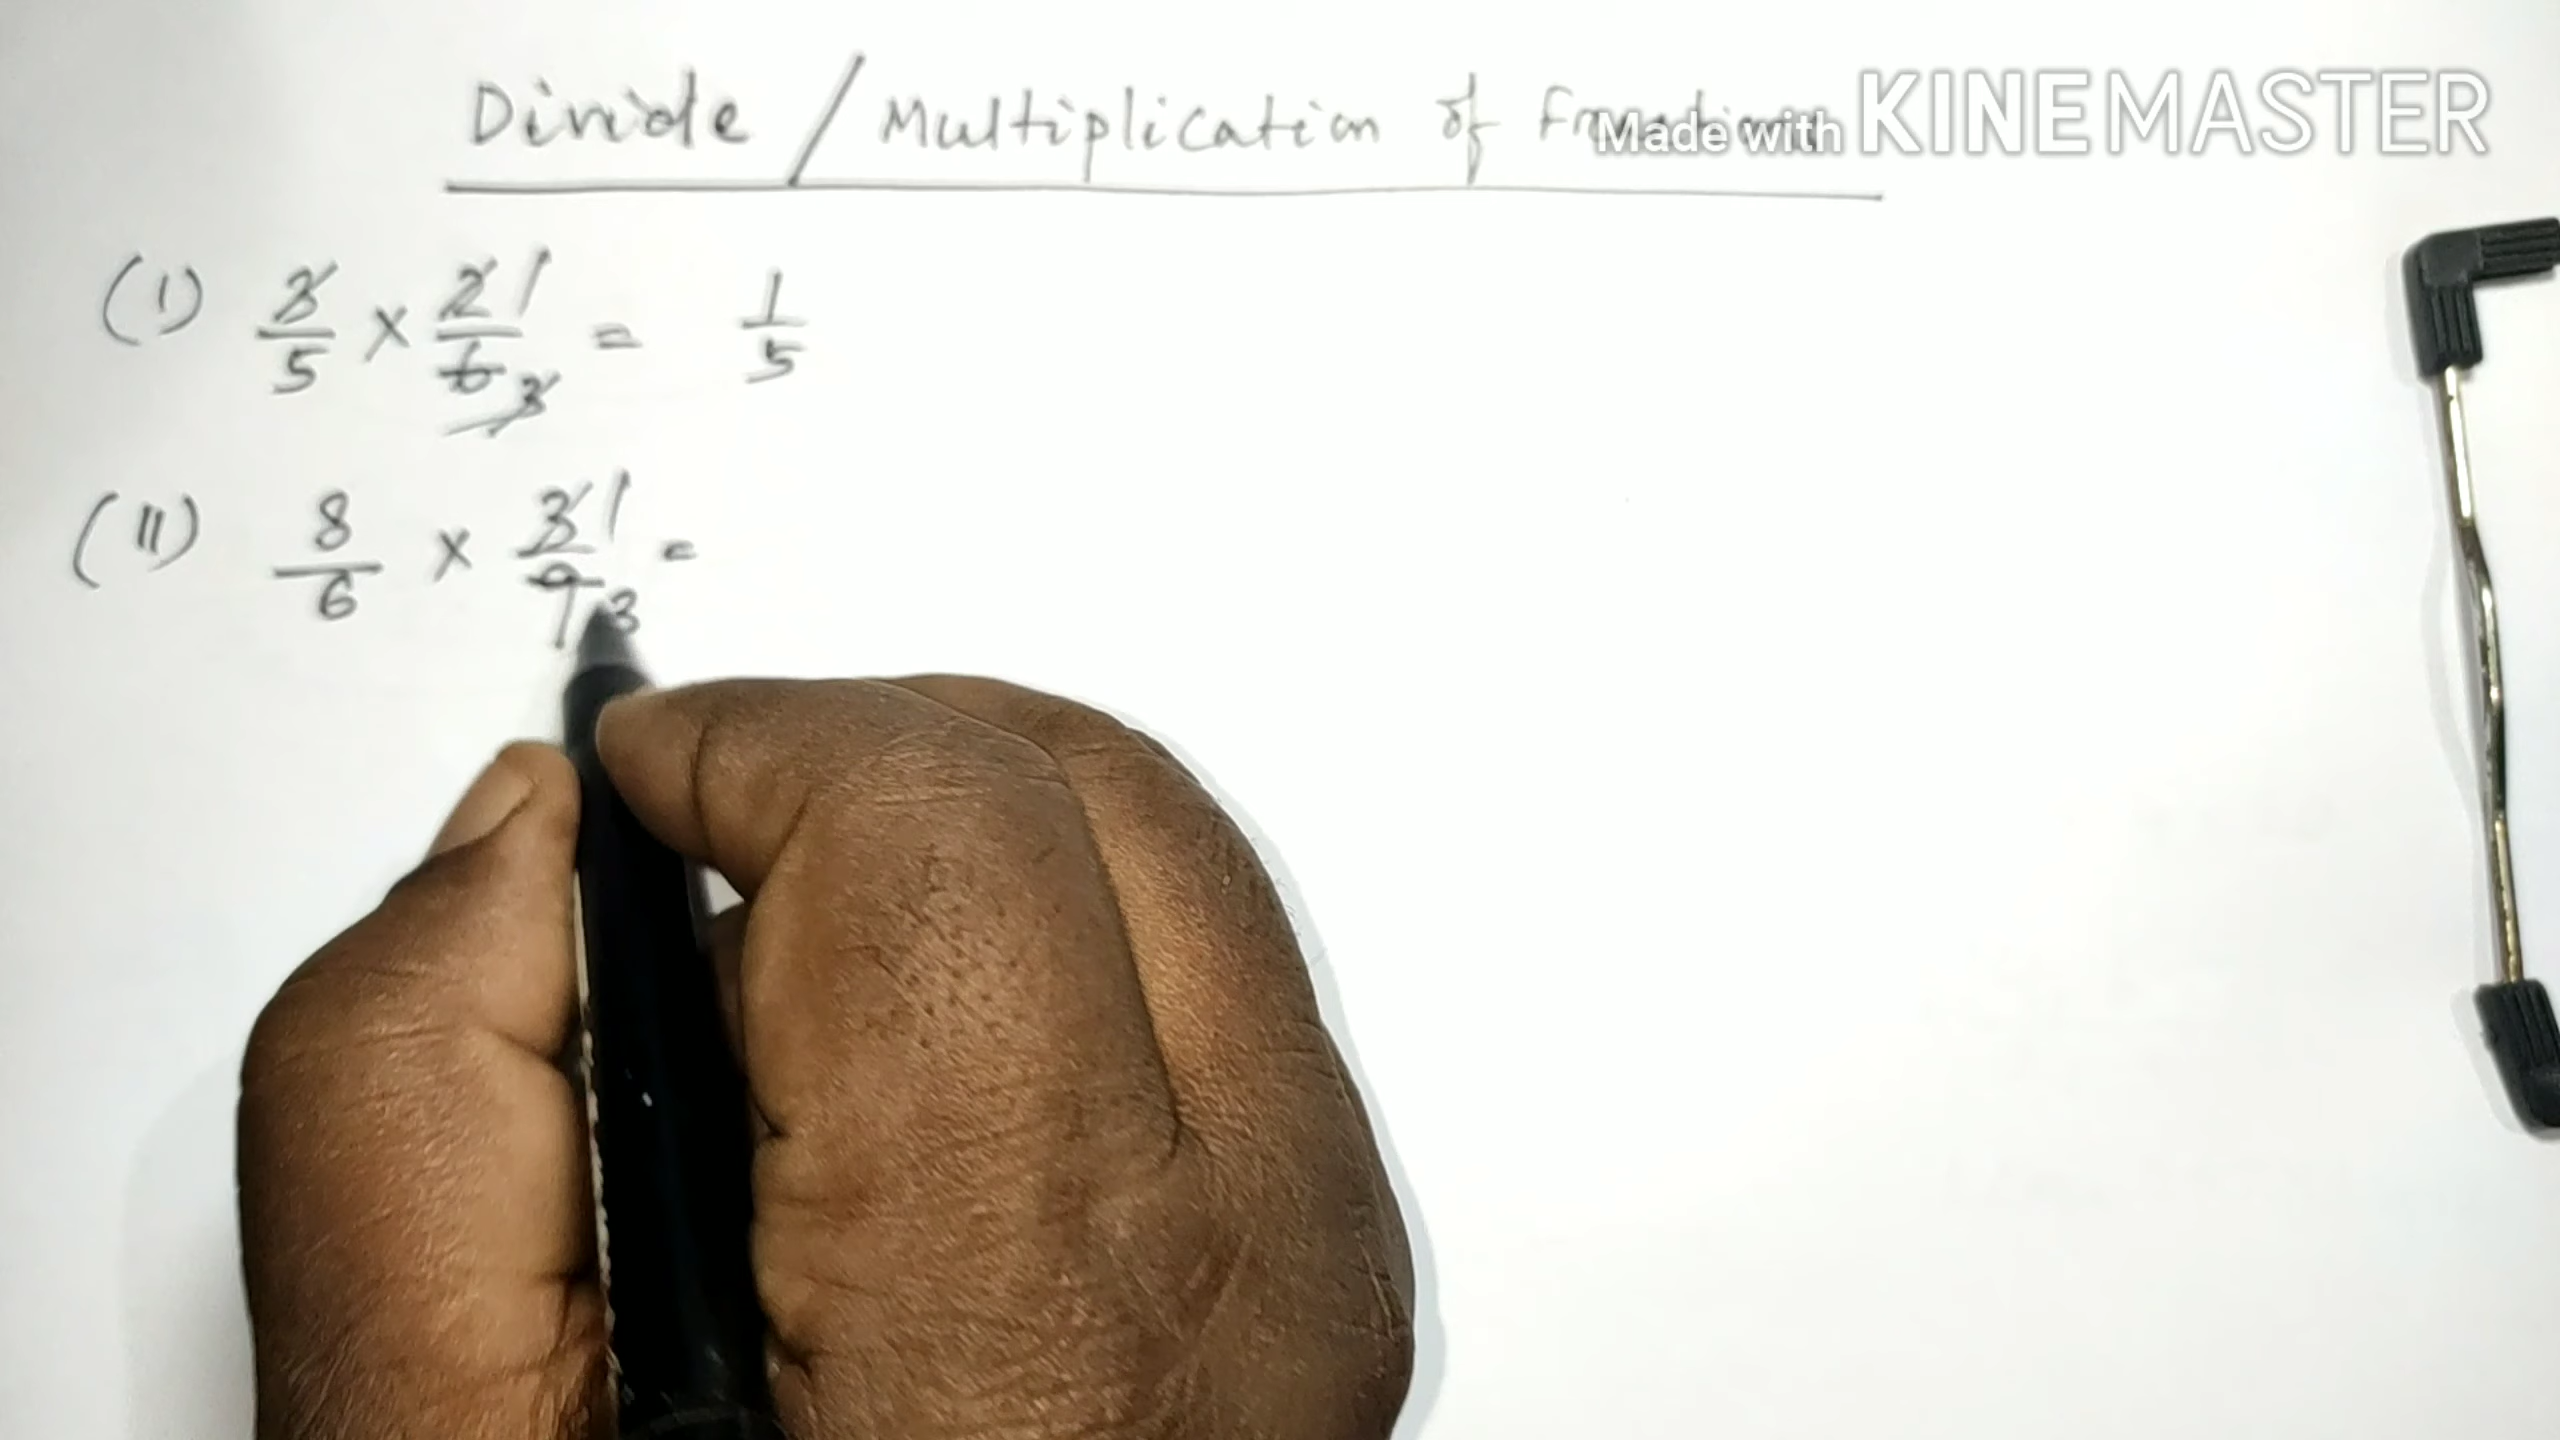 Divide / Multiplication of Fractions
Made with KINEMASTER
(I) 3/5 × 2/6 1 3 = 1/5
(II) 8/6 × 3/9 1 3 =